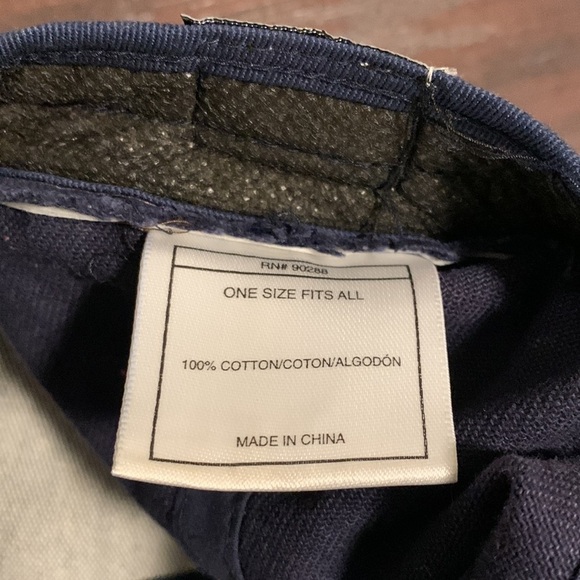 RN# 90288
ONE SIZE FITS ALL
100% COTTON/COTON/ALGODÓN
MADE IN CHINA